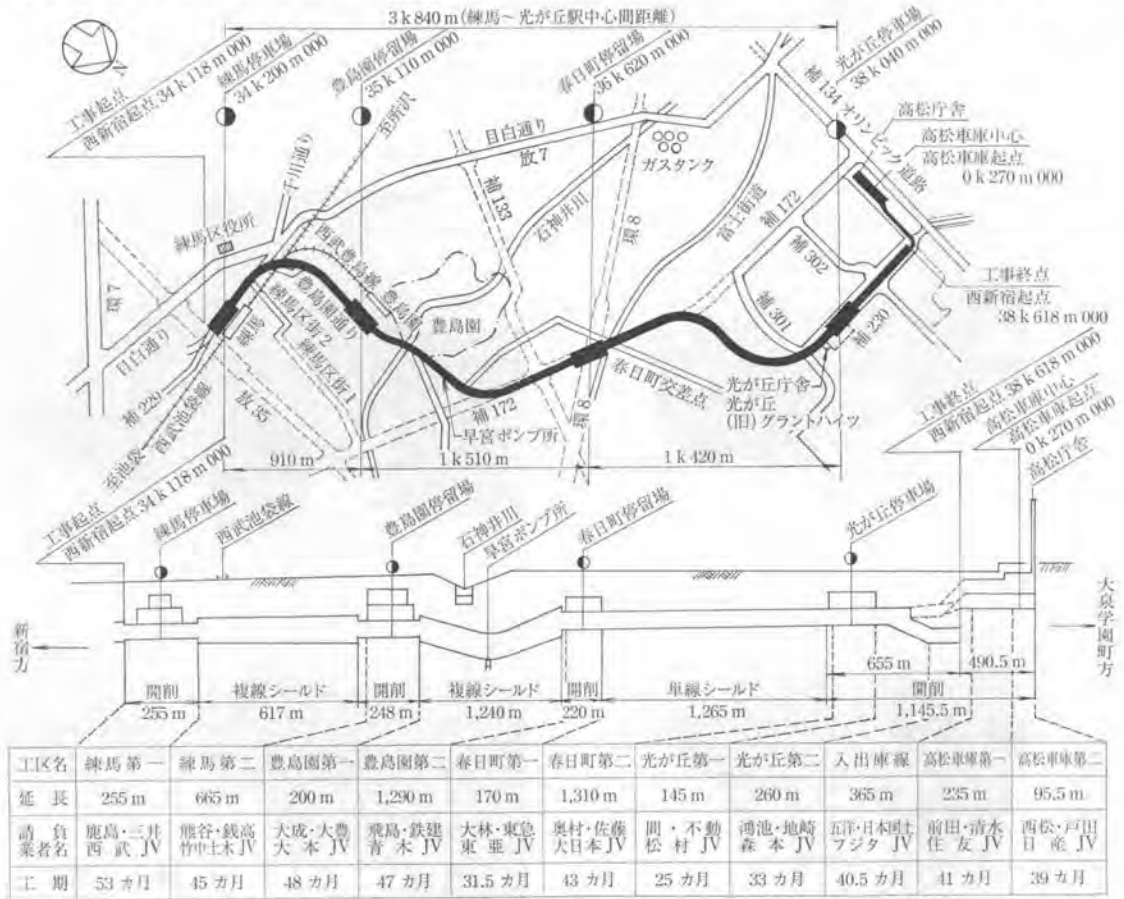 3k840m(練馬～光が丘駅中心間距離)
N
工事起点
西新宿起点 34k118m000
練馬停車場
34k200m000
豊島園停留場
35k110m000
至所沢
春日町停留場
36k620m000
光が丘停車場
38k040m000
補134 オリンピック道路
高松庁舎
高松車庫中心
高松車庫起点
0k270m000
目白通り
放7
ガスタンク
千川通り
練馬区役所
環7
目白通り
補229
西武池袋線
至池袋
練馬
放35
練馬区街2
練馬区街1
豊島園通り
西武豊島線
豊島園
豊島園
補133
石神井川
環8
富士街道
補172
補302
補301
補230
工事終点
西新宿起点
38k618m000
補172
早宮ポンプ所
環8
春日町交差点
光が丘庁舎
光が丘
(旧)グラントハイツ
910m
1k510m
1k420m
工事起点
西新宿起点 34k118m000
練馬停車場
西武池袋線
豊島園停留場
石神井川
早宮ポンプ所
春日町停留場
光が丘停車場
工事終点
西新宿起点 38k618m000
高松車庫中心
高松車庫起点
0k270m000
高松庁舎
新宿方
大泉学園町方
655m
490.5m
開削
複線シールド
開削
複線シールド
開削
単線シールド
開削
255m
617m
248m
1,240m
220m
1,265m
1,145.5m
工区名 練馬第一 練馬第二 豊島園第一 豊島園第二 春日町第一 春日町第二 光が丘第一 光が丘第二 入出庫線 高松車庫第一 高松車庫第二
延長 255m 665m 200m 1,290m 170m 1,310m 145m 260m 365m 235m 95.5m
請負 鹿島・三井 熊谷・銭高 大成・大豊 飛島・鉄建 大林・東急 奥村・佐藤 間・不動 鴻池・地崎 五洋・日本国土 前田・清水 西松・戸田
業者名 西武JV 竹中土木JV 大本JV 青木JV 東亜JV 大日本JV 松村JV 森本JV フジタJV 住友JV 日産JV
工期 53カ月 45カ月 48カ月 47カ月 31.5カ月 43カ月 25カ月 33カ月 40.5カ月 41カ月 39カ月